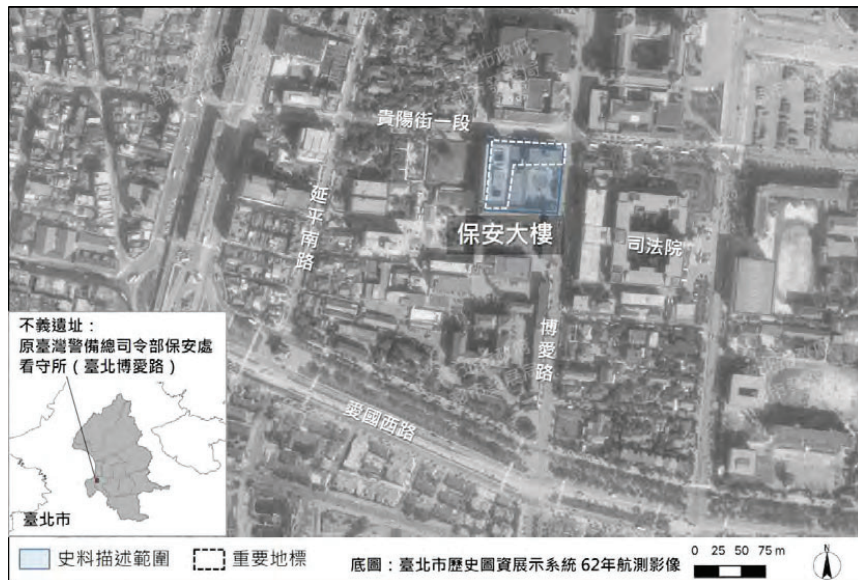 貴陽街一段
延平南路
保安大樓
司法院
博愛路
愛國西路
不義遺址：
原臺灣警備總司令部保安處
看守所（臺北博愛路）
臺北市
史料描述範圍
重要地標
底圖：臺北市歷史圖資展示系統 62年航測影像
0 25 50 75 m
N